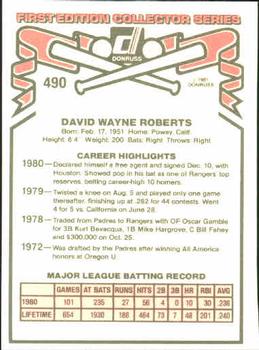 FIRST EDITION COLLECTOR SERIES
DONRUSS
490
1981
DONRUSS
DAVID WAYNE ROBERTS
Born: Feb. 17, 1951 Home: Poway, Calif.
Height: 6:4 Weight: 200 Bats: Right Throws: Right
CAREER HIGHLIGHTS
1980—Declared himself a free agent and signed Dec. 10, with
Houston. Showed pop in his bat as one of Rangers' top
reserves, belting career-high 10 homers.
1979—Twisted a knee on Aug. 5 and played only one game
thereafter, finishing up at .262 for 44 contests. Went
4 for 5 vs. California on June 28.
1978—Traded from Padres to Rangers with OF Oscar Gamble
for 3B Kurt Bevacqua, 1B Mike Hargrove, C Bill Fahey
and $300,000 on Oct. 25.
1972—Was drafted by the Padres after winning All America
honors at Oregon U
MAJOR LEAGUE BATTING RECORD
GAMES AT BATS RUNS HITS 2B 3B HR RBI AVG
1980 101 235 27 56 4 0 10 30 .238
LIFETIME 654 1930 188 464 73 7 48 201 .240